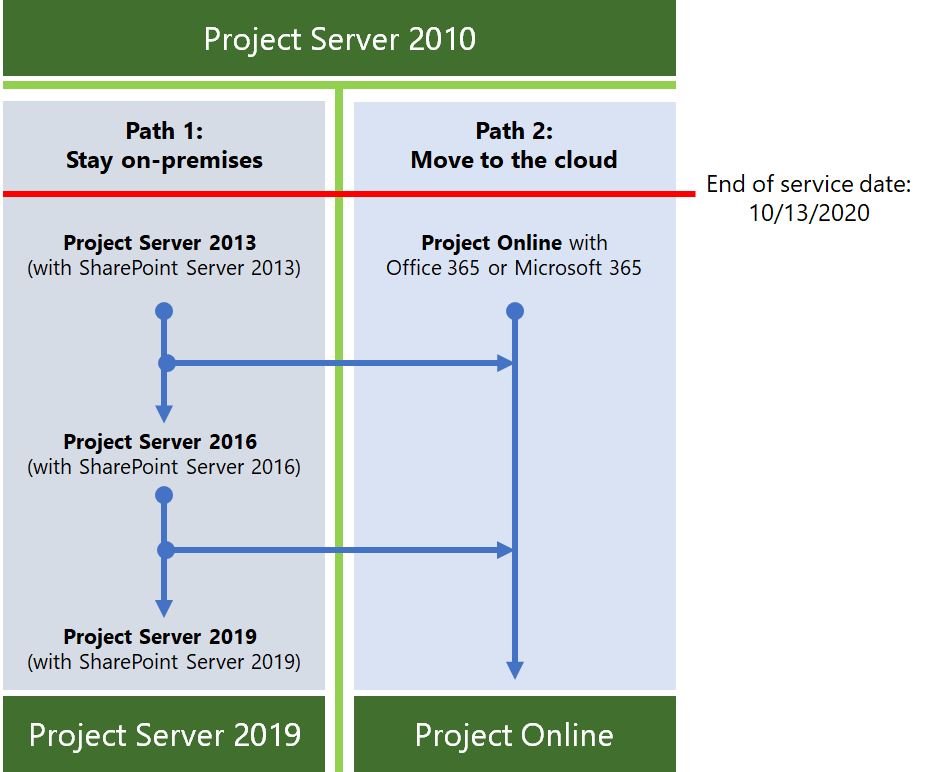 Project Server 2010
Path 1:
Stay on-premises
Path 2:
Move to the cloud
End of service date:
10/13/2020
Project Server 2013
(with SharePoint Server 2013)
Project Online with
Office 365 or Microsoft 365
Project Server 2016
(with SharePoint Server 2016)
Project Server 2019
(with SharePoint Server 2019)
Project Server 2019
Project Online